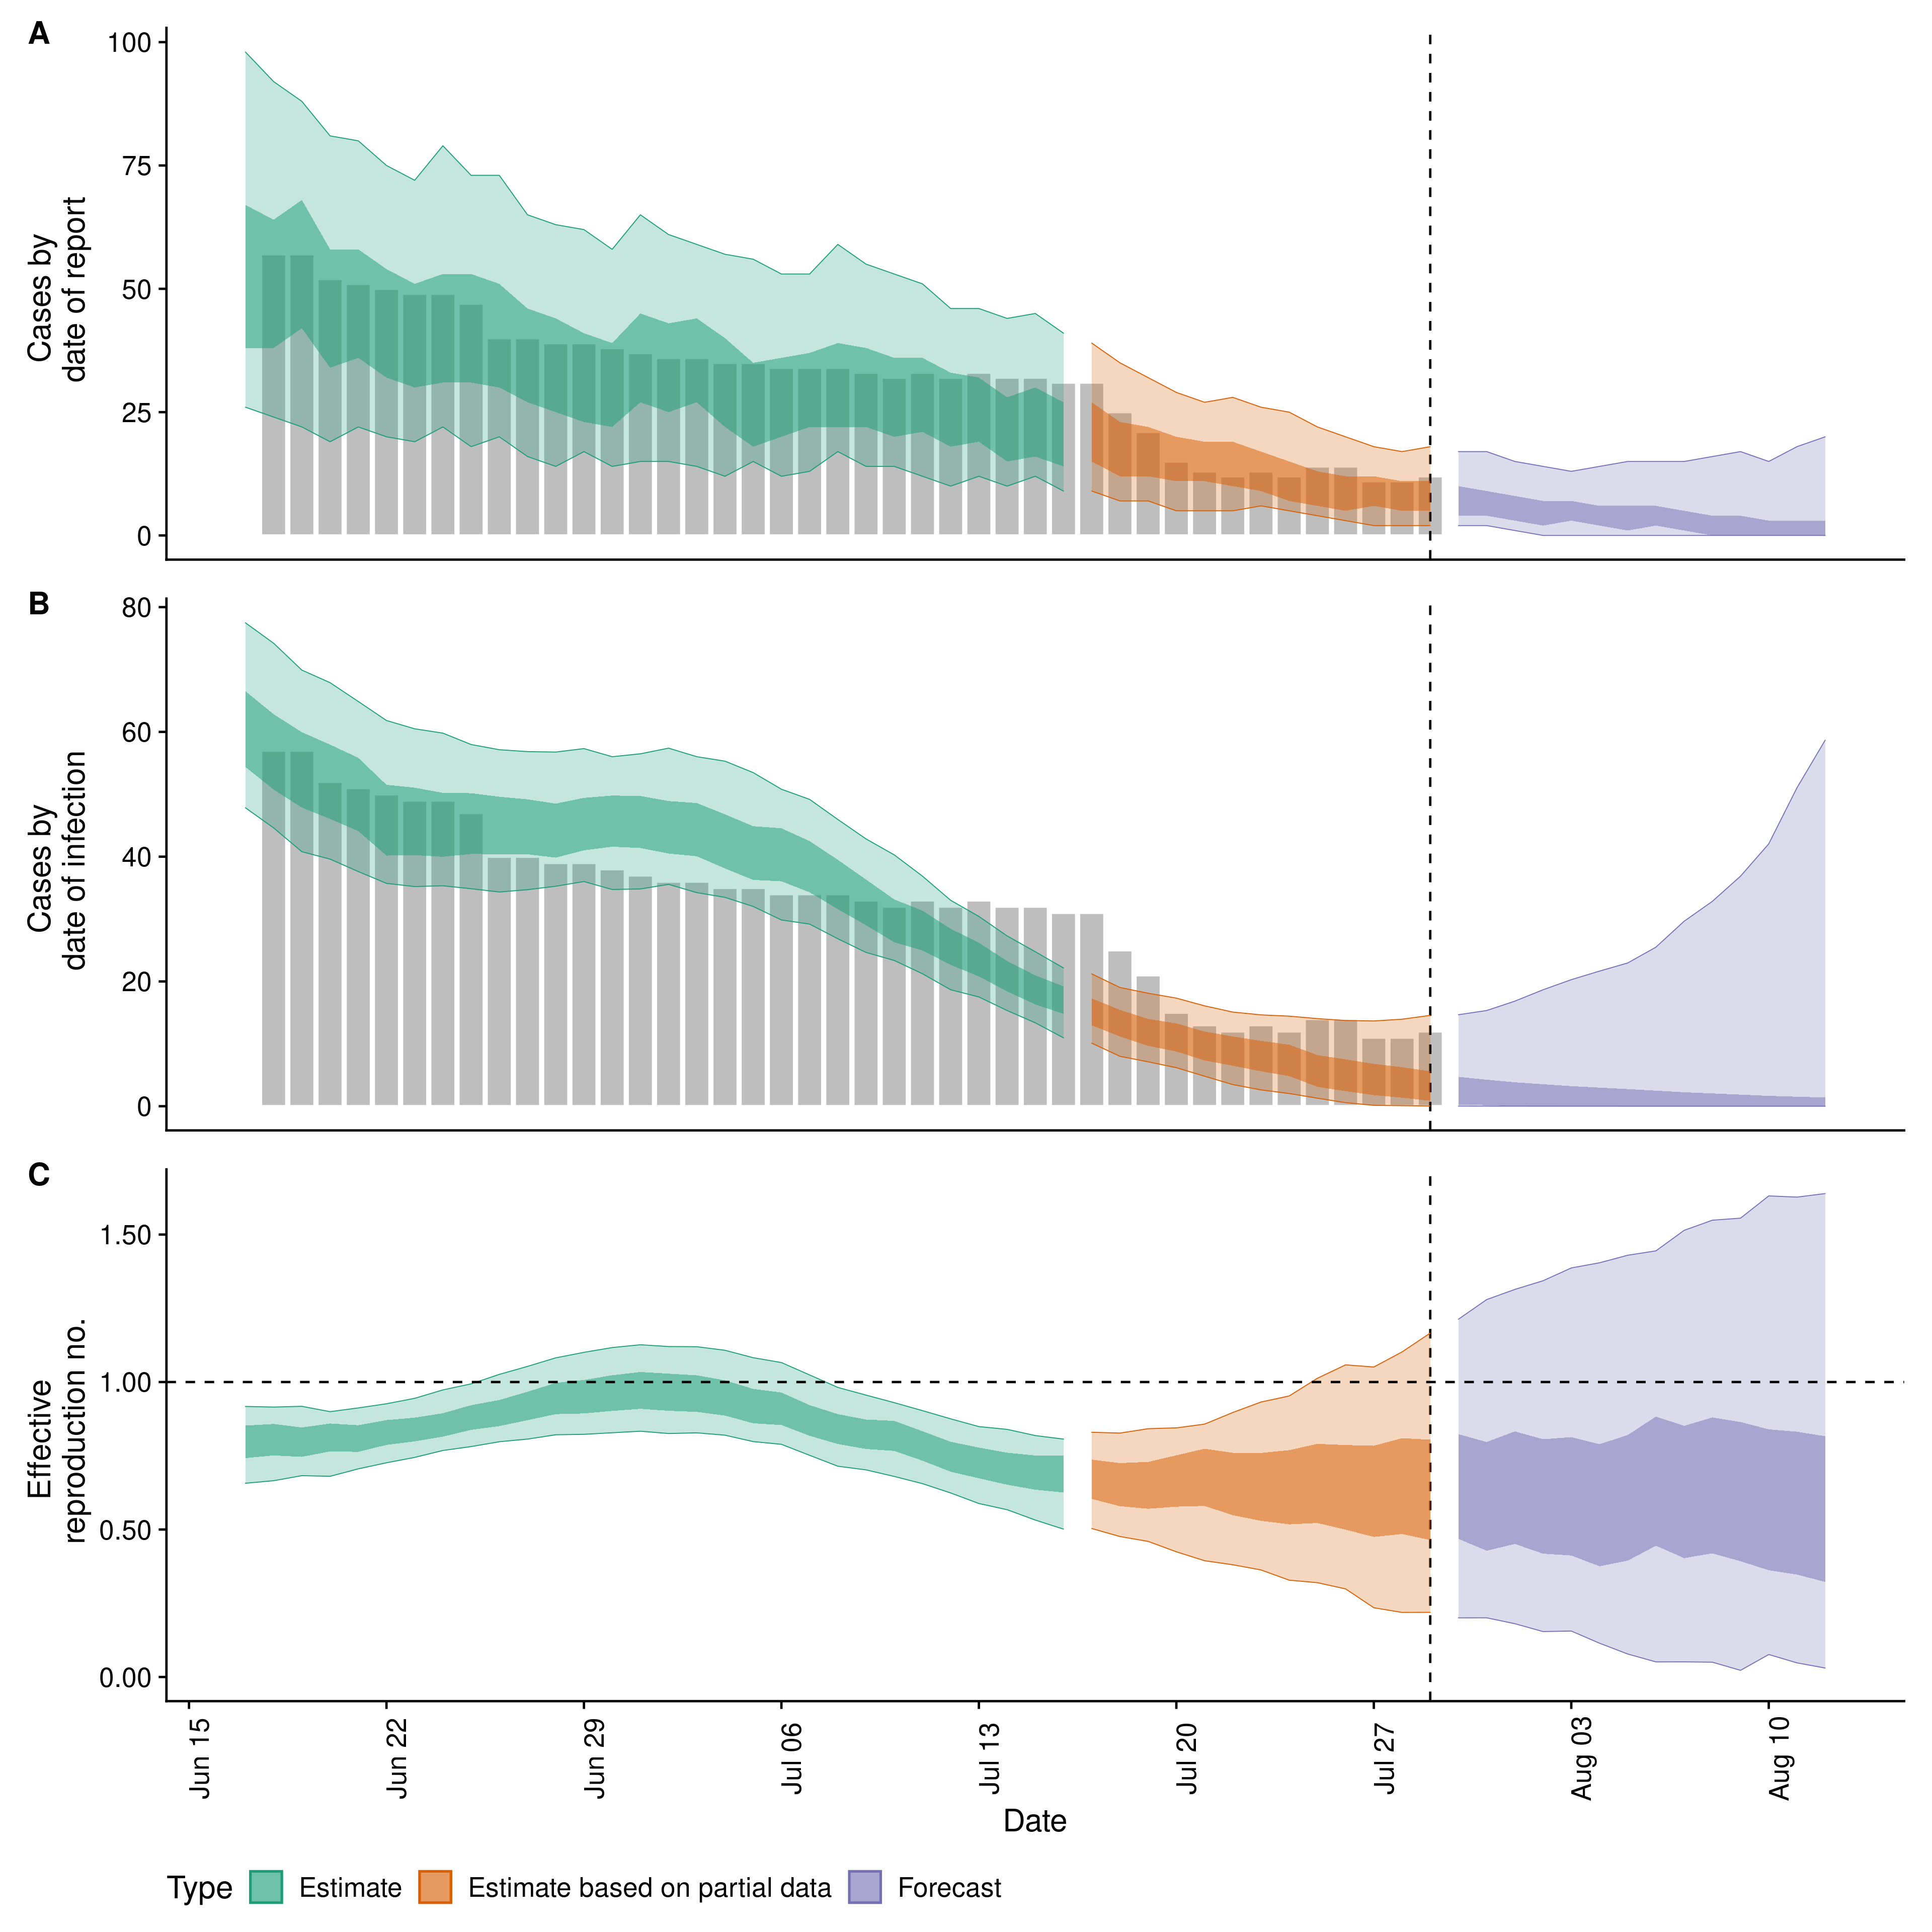 A
100
75
50
25
0
Cases by
date of report
B
80
60
40
20
0
Cases by
date of infection
C
1.50
1.00
0.50
0.00
Effective
reproduction no.
Jun 15
Jun 22
Jun 29
Jul 06
Jul 13
Jul 20
Jul 27
Aug 03
Aug 10
Date
Type Estimate Estimate based on partial data Forecast